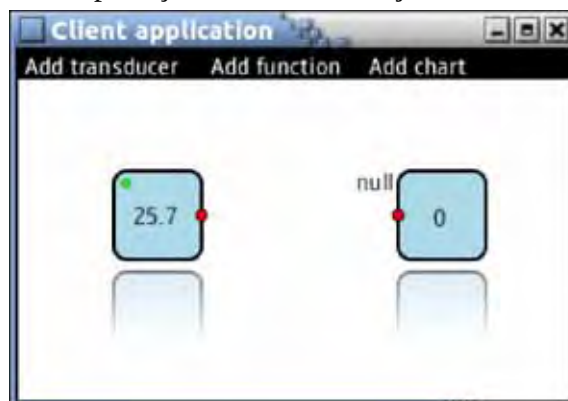 Client application
Add transducer Add function Add chart
null
25.7 0